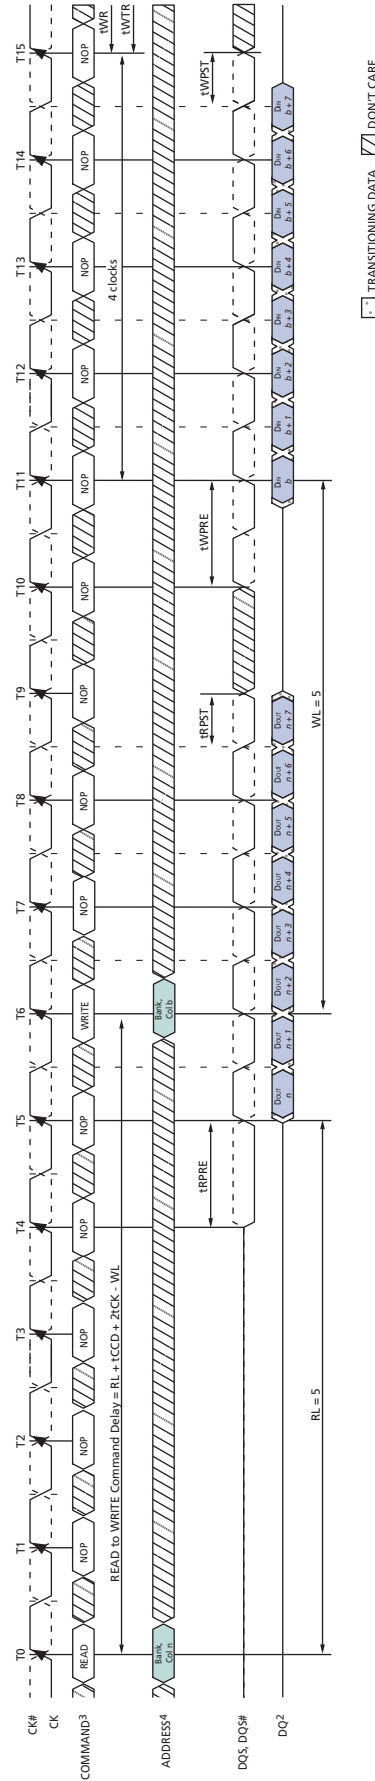 T0 T1 T2 T3 T4 T5 T6 T7 T8 T9 T10 T11 T12 T13 T14 T15
CK#
CK
COMMAND3 READ NOP NOP NOP NOP NOP WRITE NOP NOP NOP NOP NOP NOP NOP NOP
READ to WRITE Command Delay = RL + tCCD + 2tCK - WL
4 clocks
tWR
tWTR
ADDRESS4
Bank,
Col n
Bank,
Col b
tRPRE tRPST tWPRE tWPST
DQS, DQS#
DQ2
DOUT
n
DOUT
n + 1
DOUT
n + 2
DOUT
n + 3
DOUT
n + 4
DOUT
n + 5
DOUT
n + 6
DOUT
n + 7
DIN
b
DIN
b + 1
DIN
b + 2
DIN
b + 3
DIN
b + 4
DIN
b + 5
DIN
b + 6
DIN
b + 7
RL = 5
WL = 5
TRANSITIONING DATA DON'T CARE